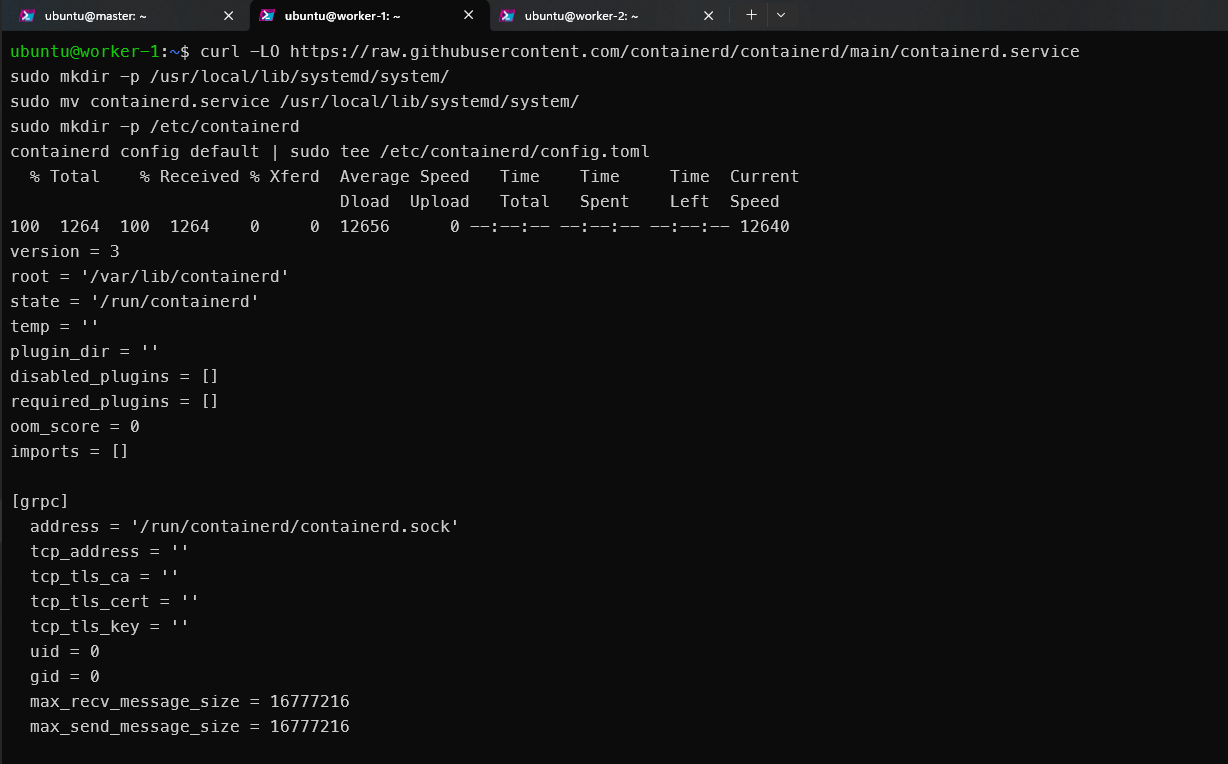 ubuntu@master: ~
ubuntu@worker-1: ~
ubuntu@worker-2: ~
ubuntu@worker-1:~$ curl -LO https://raw.githubusercontent.com/containerd/containerd/main/containerd.service
sudo mkdir -p /usr/local/lib/systemd/system/
sudo mv containerd.service /usr/local/lib/systemd/system/
sudo mkdir -p /etc/containerd
containerd config default | sudo tee /etc/containerd/config.toml
  % Total    % Received % Xferd  Average Speed   Time    Time     Time  Current
                                 Dload  Upload   Total   Spent    Left  Speed
100  1264  100  1264    0     0  12656      0 --:--:-- --:--:-- --:--:-- 12640
version = 3
root = '/var/lib/containerd'
state = '/run/containerd'
temp = ''
plugin_dir = ''
disabled_plugins = []
required_plugins = []
oom_score = 0
imports = []

[grpc]
  address = '/run/containerd/containerd.sock'
  tcp_address = ''
  tcp_tls_ca = ''
  tcp_tls_cert = ''
  tcp_tls_key = ''
  uid = 0
  gid = 0
  max_recv_message_size = 16777216
  max_send_message_size = 16777216